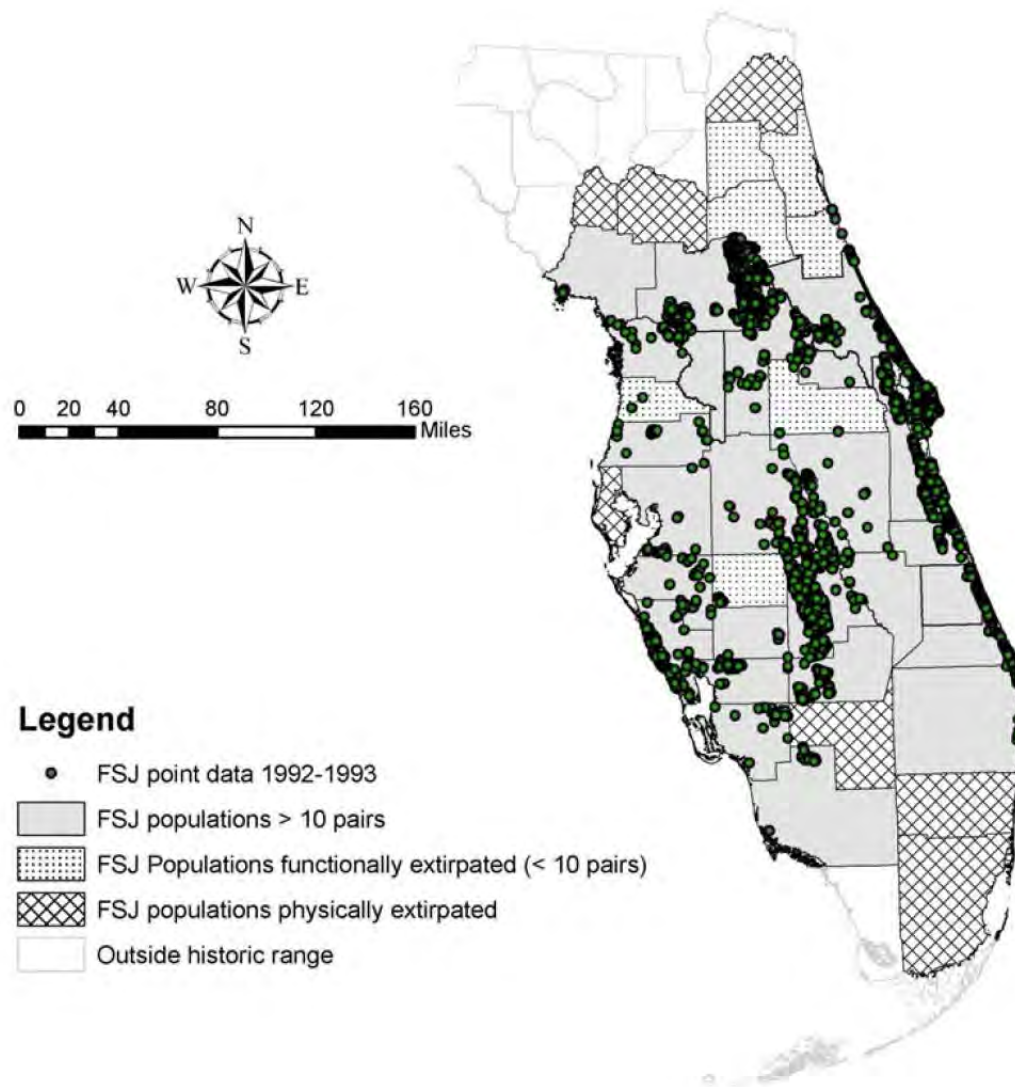 N
W E
S
0 20 40 80 120 160
Miles
Legend
FSJ point data 1992-1993
FSJ populations > 10 pairs
FSJ Populations functionally extirpated (< 10 pairs)
FSJ populations physically extirpated
Outside historic range